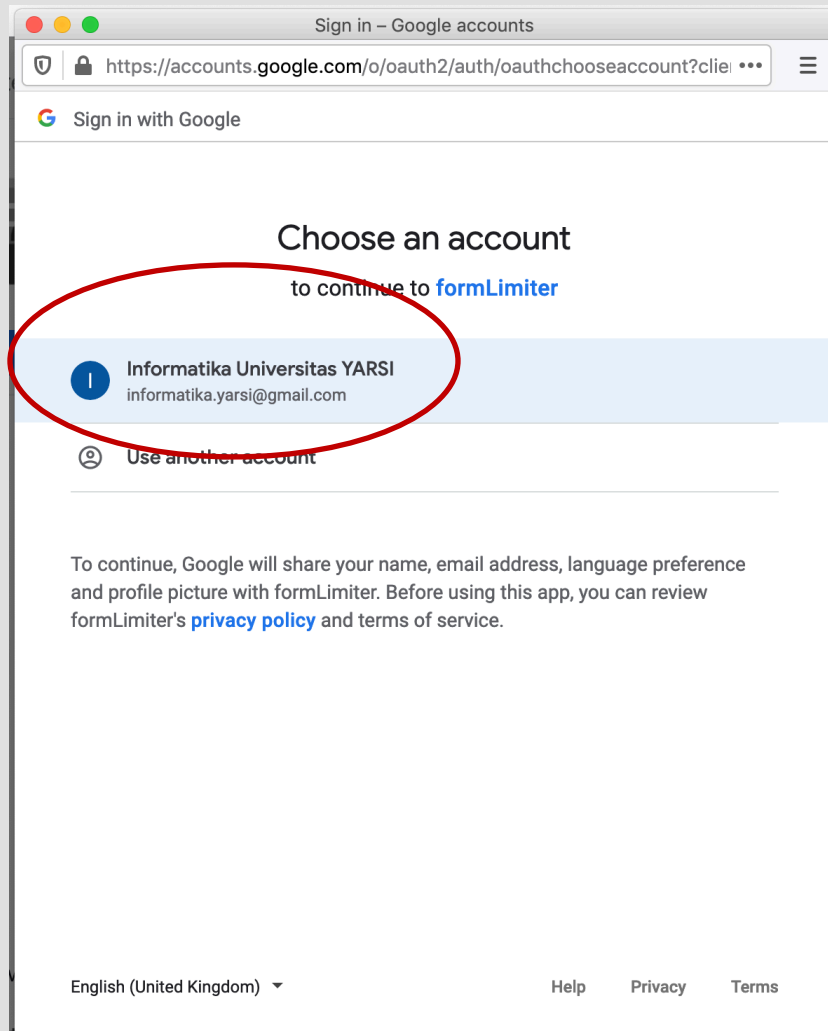 Sign in – Google accounts
https://accounts.google.com/o/oauth2/auth/oauthchooseaccount?clie
Sign in with Google
Choose an account
to continue to formLimiter
I
Informatika Universitas YARSI
informatika.yarsi@gmail.com
Use another account
To continue, Google will share your name, email address, language preference
and profile picture with formLimiter. Before using this app, you can review
formLimiter's privacy policy and terms of service.
English (United Kingdom)
Help Privacy Terms